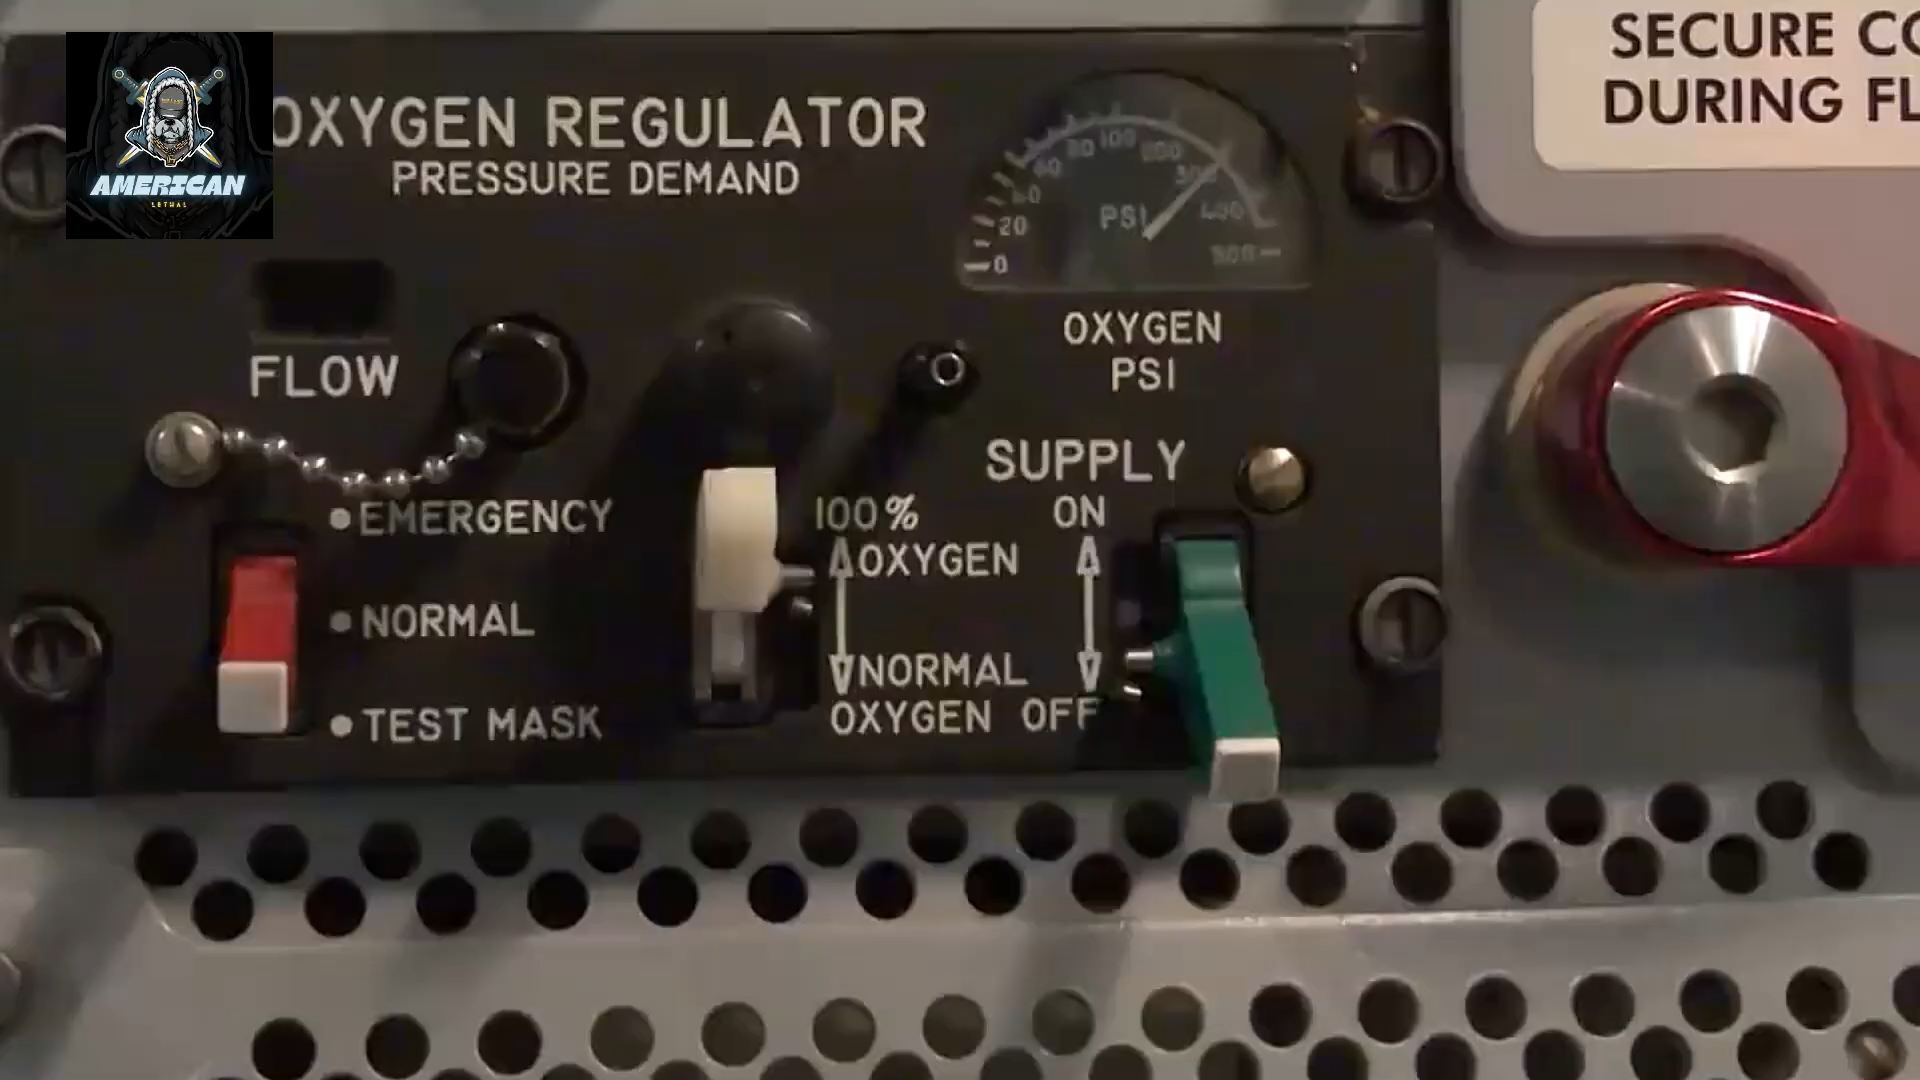 SECURE CO
DURING FL
AMERICAN
LETHAL
OXYGEN REGULATOR
PRESSURE DEMAND
0 20 40 60 80 100 200 300 400 500
PSI
OXYGEN
PSI
FLOW
SUPPLY
ON
OFF
EMERGENCY
NORMAL
TEST MASK
100%
OXYGEN
NORMAL
OXYGEN